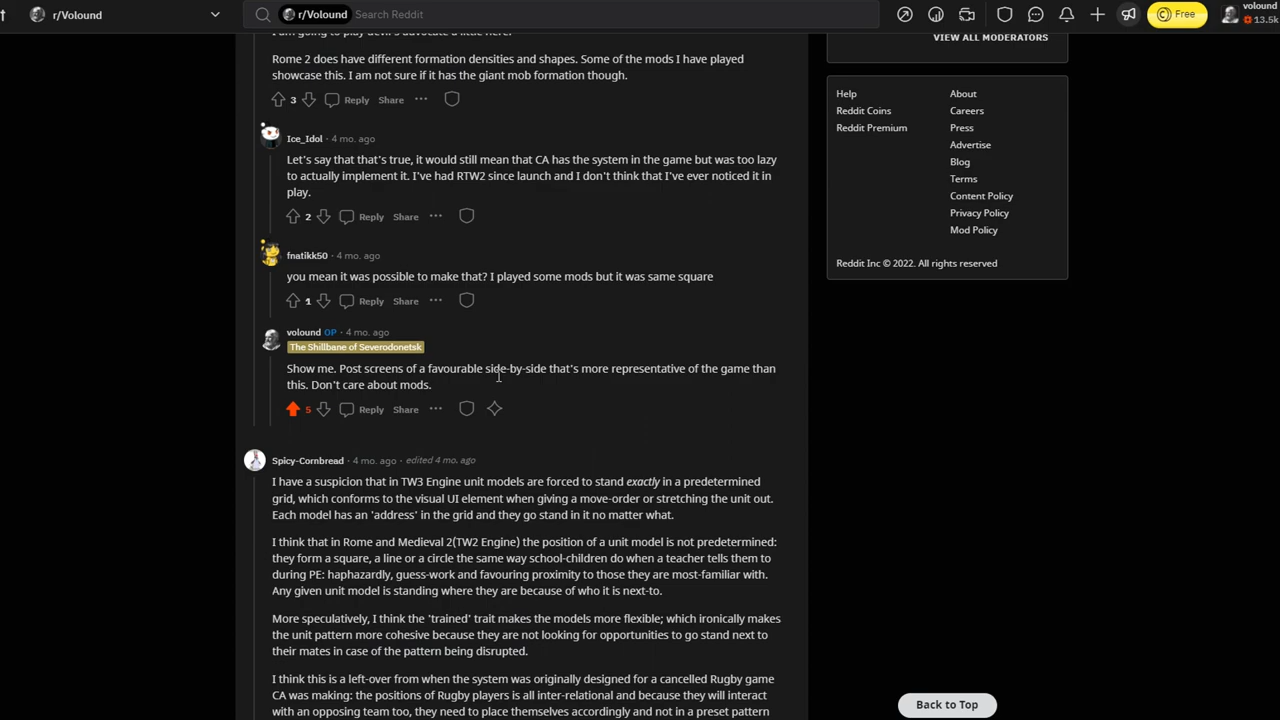 r/Volound
r/Volound Search Reddit
Free
volound
13.5k
I am going to play devil's advocate a little here.
Rome 2 does have different formation densities and shapes. Some of the mods I have played
showcase this. I am not sure if it has the giant mob formation though.
3 Reply Share
Ice_Idol · 4 mo. ago
Let's say that that's true, it would still mean that CA has the system in the game but was too lazy
to actually implement it. I've had RTW2 since launch and I don't think that I've ever noticed it in
play.
2 Reply Share
fnatikk50 · 4 mo. ago
you mean it was possible to make that? I played some mods but it was same square
1 Reply Share
volound OP · 4 mo. ago
The Shillbane of Severodonetsk
Show me. Post screens of a favourable side-by-side that's more representative of the game than
this. Don't care about mods.
5 Reply Share
Spicy-Cornbread · 4 mo. ago · edited 4 mo. ago
I have a suspicion that in TW3 Engine unit models are forced to stand exactly in a predetermined
grid, which conforms to the visual UI element when giving a move-order or stretching the unit out.
Each model has an 'address' in the grid and they go stand in it no matter what.
I think that in Rome and Medieval 2(TW2 Engine) the position of a unit model is not predetermined:
they form a square, a line or a circle the same way school-children do when a teacher tells them to
during PE: haphazardly, guess-work and favouring proximity to those they are most-familiar with.
Any given unit model is standing where they are because of who it is next-to.
More speculatively, I think the 'trained' trait makes the models more flexible; which ironically makes
the unit pattern more cohesive because they are not looking for opportunities to go stand next to
their mates in case of the pattern being disrupted.
I think this is a left-over from when the system was originally designed for a cancelled Rugby game
CA was making: the positions of Rugby players is all inter-relational and because they will interact
with an opposing team too, they need to place themselves accordingly and not in a preset pattern
VIEW ALL MODERATORS
Help About
Reddit Coins Careers
Reddit Premium Press
Advertise
Blog
Terms
Content Policy
Privacy Policy
Mod Policy
Reddit Inc © 2022. All rights reserved
Back to Top